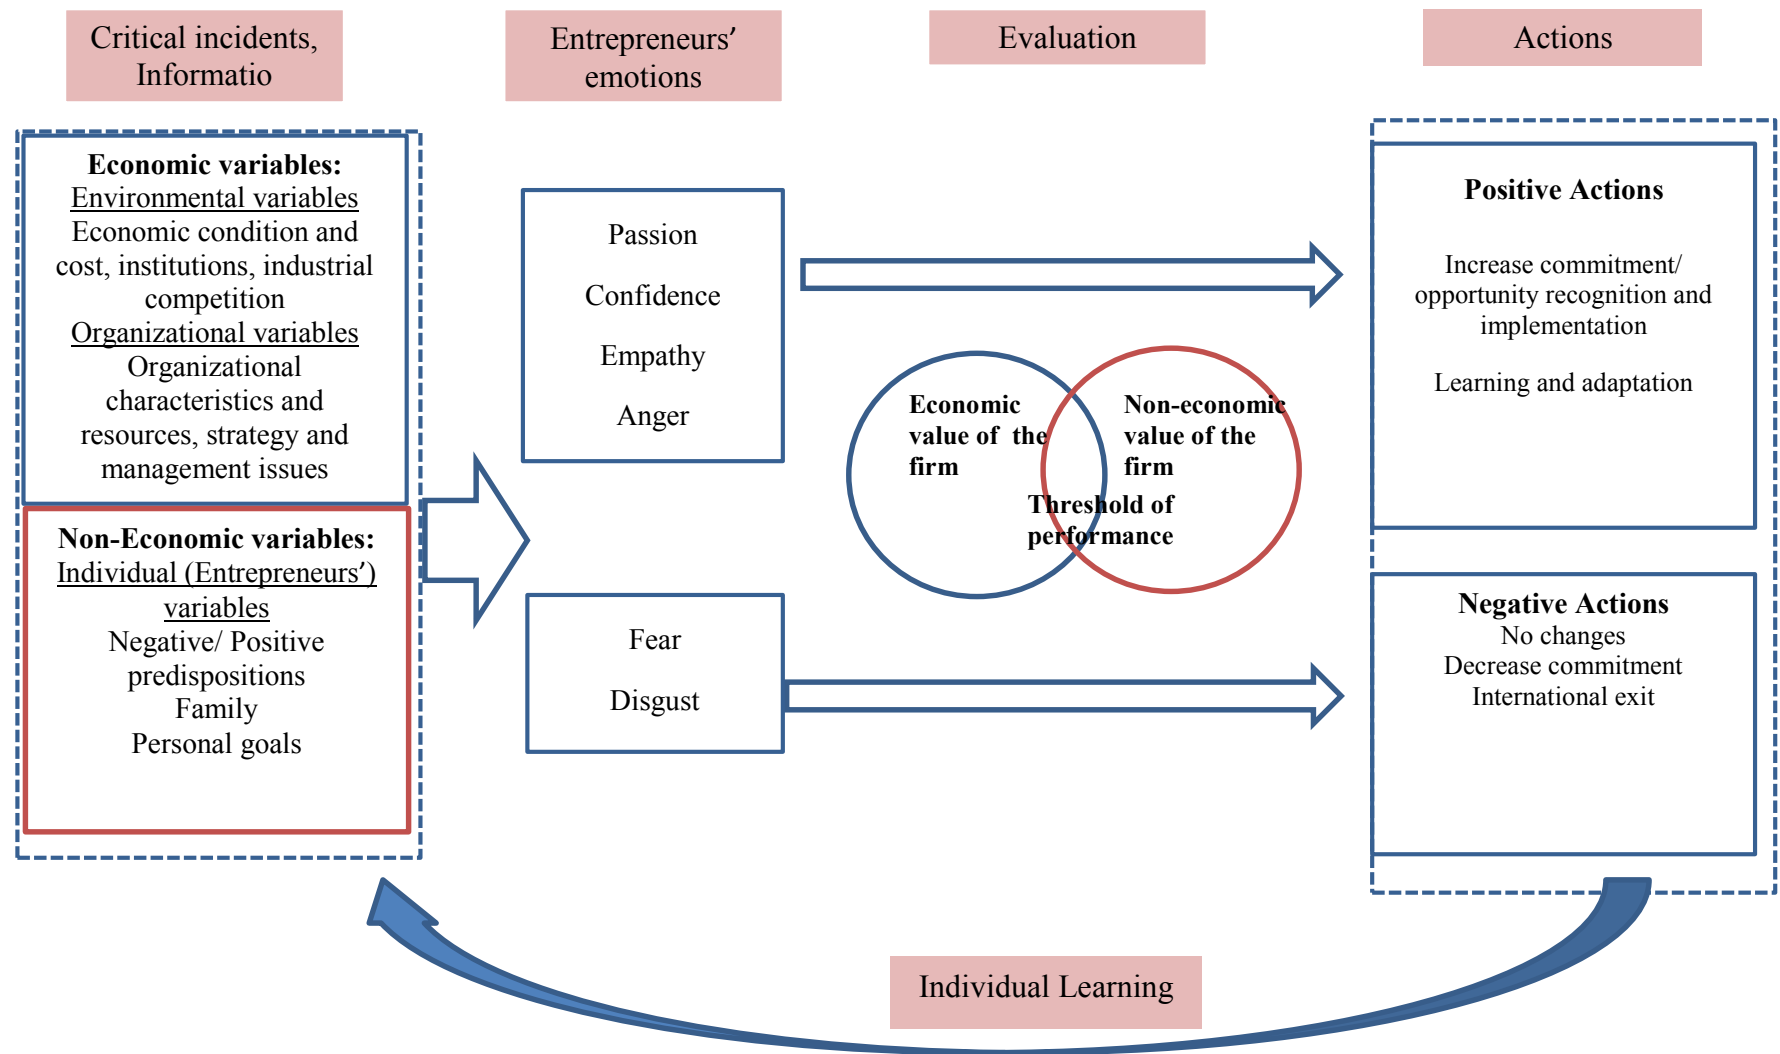 Critical incidents,
Informatio
Entrepreneurs’
emotions
Evaluation
Actions
Economic variables:
Environmental variables
Economic condition and
cost, institutions, industrial
competition
Organizational variables
Organizational
characteristics and
resources, strategy and
management issues
Non-Economic variables:
Individual (Entrepreneurs’)
variables
Negative/ Positive
predispositions
Family
Personal goals
Passion
Confidence
Empathy
Anger
Fear
Disgust
Economic
value of the
firm
Non-economic
value of the
firm
Threshold of
performance
Positive Actions
Increase commitment/
opportunity recognition and
implementation
Learning and adaptation
Negative Actions
No changes
Decrease commitment
International exit
Individual Learning